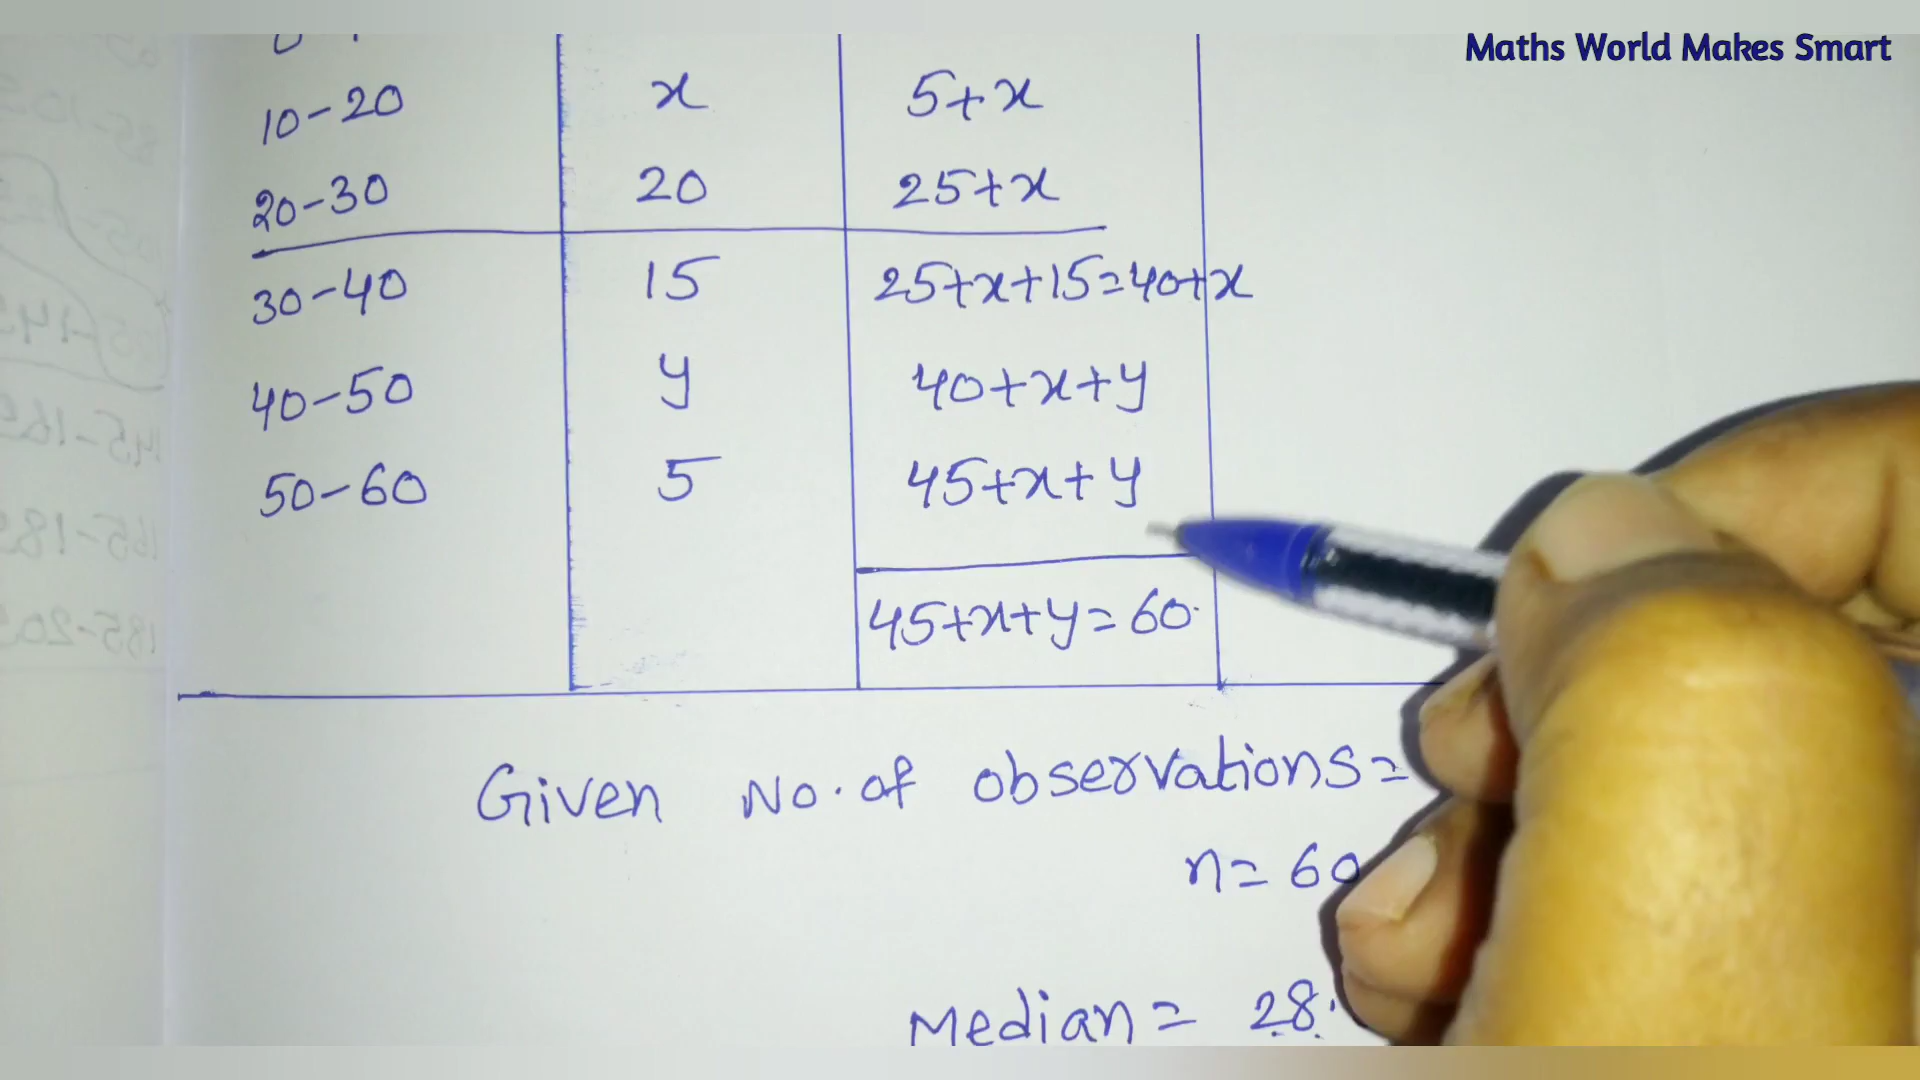 Maths World Makes Smart
10-20 x 5+x
20-30 20 25+x
30-40 15 25+x+15=40+x
40-50 y 40+x+y
50-60 5 45+x+y
45+x+y=60.
Given No. of observations=
n=60
Median= 28.